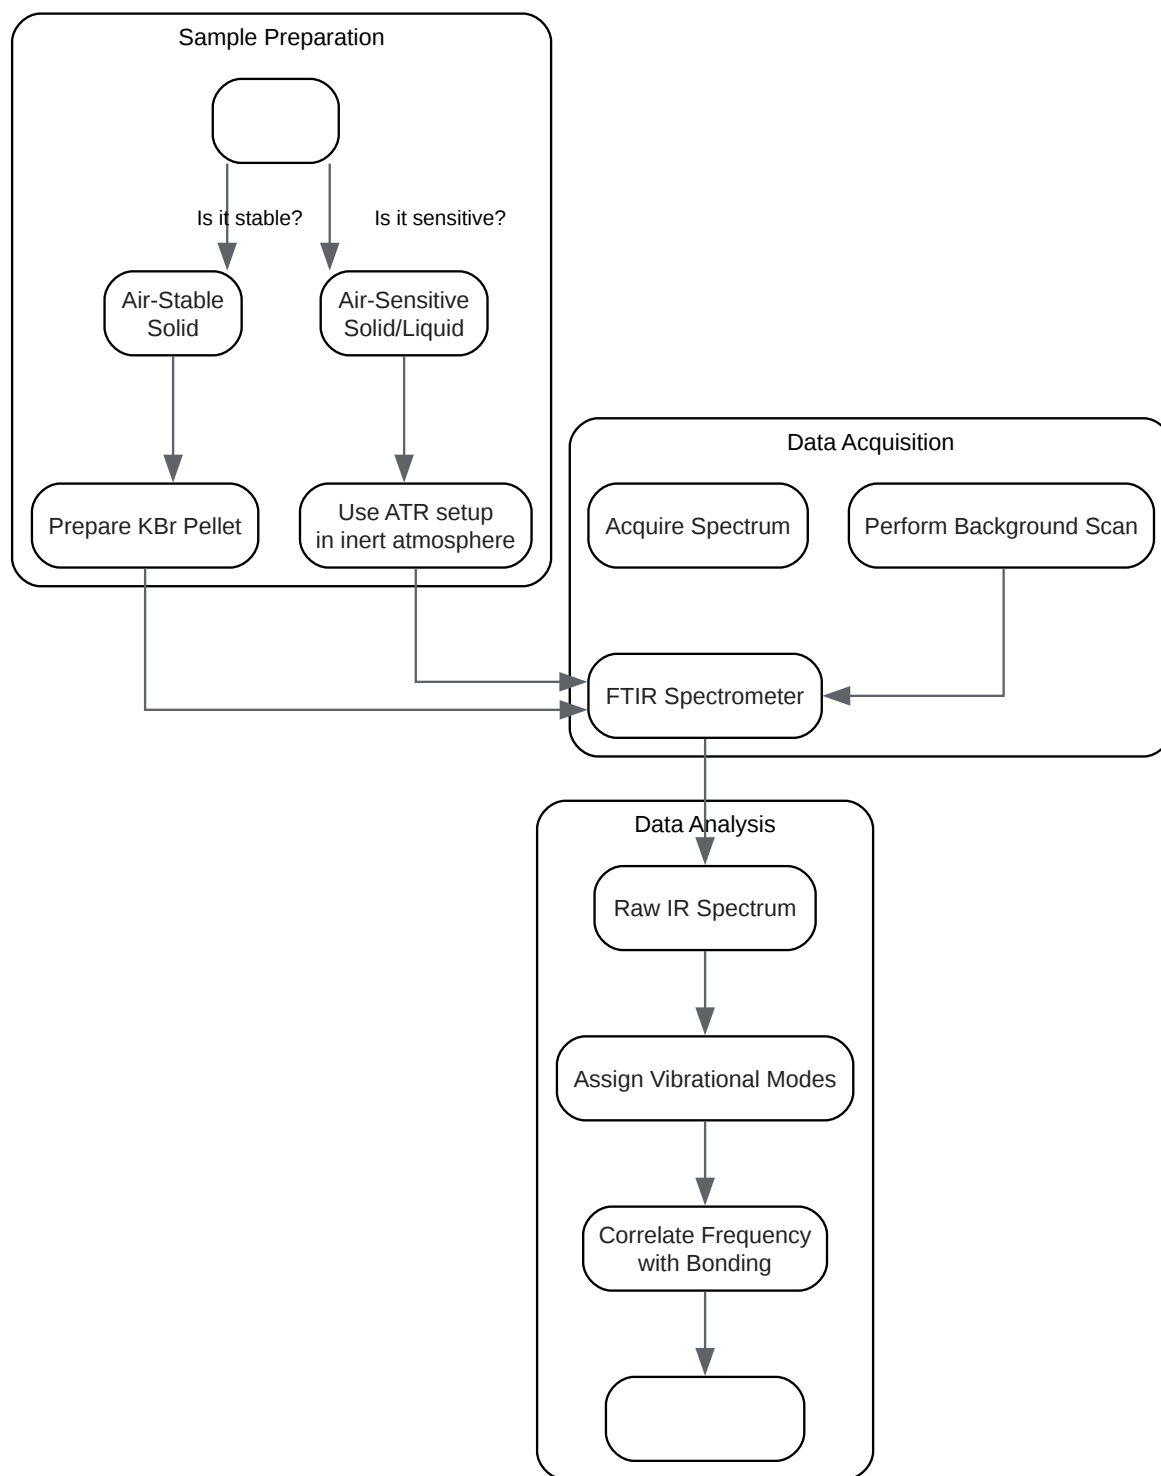 Sample Preparation
Is it stable?
Is it sensitive?
Air-Stable
Solid
Air-Sensitive
Solid/Liquid
Prepare KBr Pellet
Use ATR setup
in inert atmosphere
Data Acquisition
Acquire Spectrum
Perform Background Scan
FTIR Spectrometer
Data Analysis
Raw IR Spectrum
Assign Vibrational Modes
Correlate Frequency
with Bonding